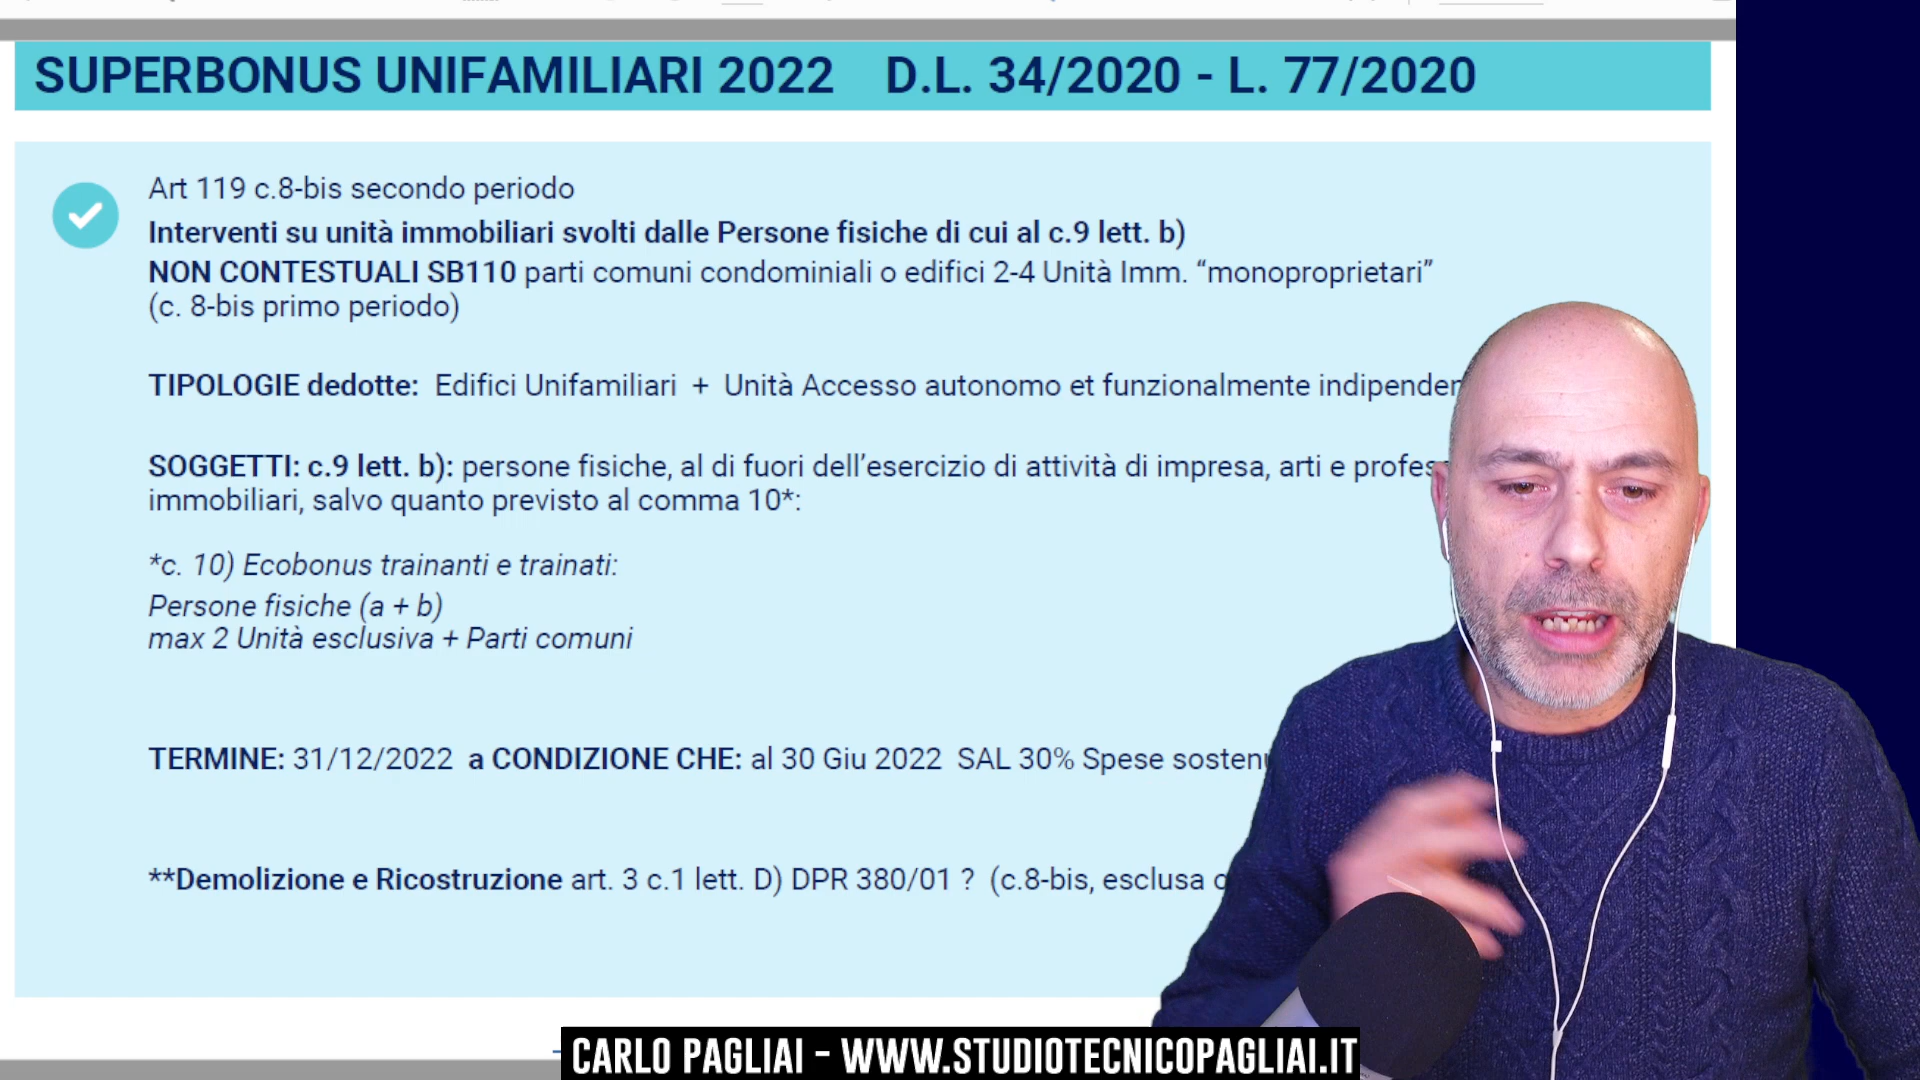 SUPERBONUS UNIFAMILIARI 2022 D.L. 34/2020 - L. 77/2020
Art 119 c.8-bis secondo periodo
Interventi su unità immobiliari svolti dalle Persone fisiche di cui al c.9 lett. b)
NON CONTESTUALI SB110 parti comuni condominiali o edifici 2-4 Unità Imm. “monoproprietari”
(c. 8-bis primo periodo)
TIPOLOGIE dedotte: Edifici Unifamiliari + Unità Accesso autonomo et funzionalmente
SOGGETTI: c.9 lett. b): persone fisiche, al di fuori dell’esercizio di attività di impresa, arti e
immobiliari, salvo quanto previsto al comma 10*:
*c. 10) Ecobonus trainanti e trainati:
Persone fisiche (a + b)
max 2 Unità esclusiva + Parti comuni
TERMINE: 31/12/2022 a CONDIZIONE CHE: al 30 Giu 2022 SAL 30% Spese
**Demolizione e Ricostruzione art. 3 c.1 lett. D) DPR 380/01 ? (c.8-bis, esclusa
CARLO PAGLIAI - WWW.STUDIOTECNICOPAGLIAI.IT